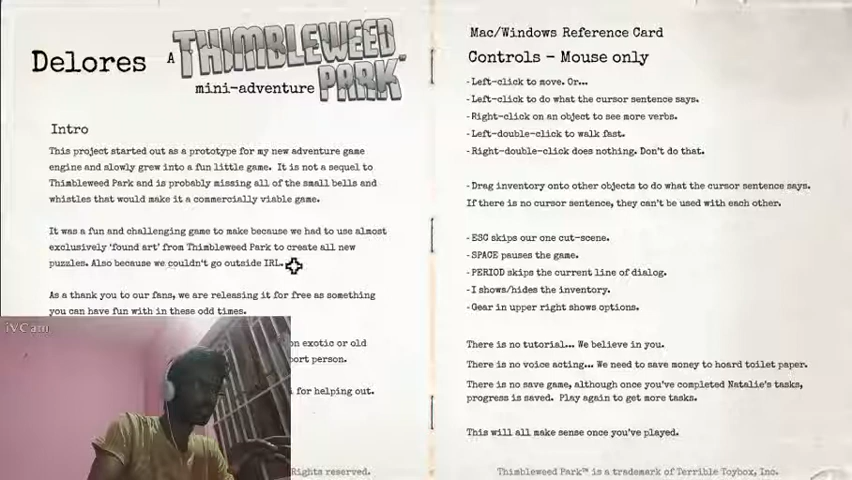 Delores A THIMBLEWEED PARK™
mini-adventure
Intro
This project started out as a prototype for my new adventure game
engine and slowly grew into a fun little game. It is not a sequel to
Thimbleweed Park and is probably missing all of the small bells and
whistles that would make it a commercially viable game.
It was a fun and challenging game to make because we had to use almost
exclusively 'found art' from Thimbleweed Park to create all new
puzzles. Also because we couldn't go outside IRL.
As a thank you to our fans, we are releasing it for free as something
you can have fun with in these odd times.
on exotic or old
port person.
for helping out.
Rights reserved.
iVCam
Mac/Windows Reference Card
Controls - Mouse only
- Left-click to move. Or...
- Left-click to do what the cursor sentence says.
- Right-click on an object to see more verbs.
- Left-double-click to walk fast.
- Right-double-click does nothing. Don't do that.
- Drag inventory onto other objects to do what the cursor sentence says.
If there is no cursor sentence, they can't be used with each other.
- ESC skips our one cut-scene.
- SPACE pauses the game.
- PERIOD skips the current line of dialog.
- I shows/hides the inventory.
- Gear in upper right shows options.
There is no tutorial... We believe in you.
There is no voice acting... We need to save money to hoard toilet paper.
There is no save game, although once you've completed Natalie's tasks,
progress is saved. Play again to get more tasks.
This will all make sense once you've played.
Thimbleweed Park™ is a trademark of Terrible Toybox, Inc.